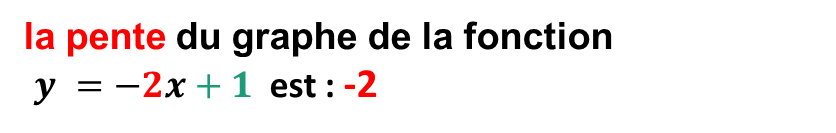 la pente du graphe de la fonction
y = −2x + 1 est : -2